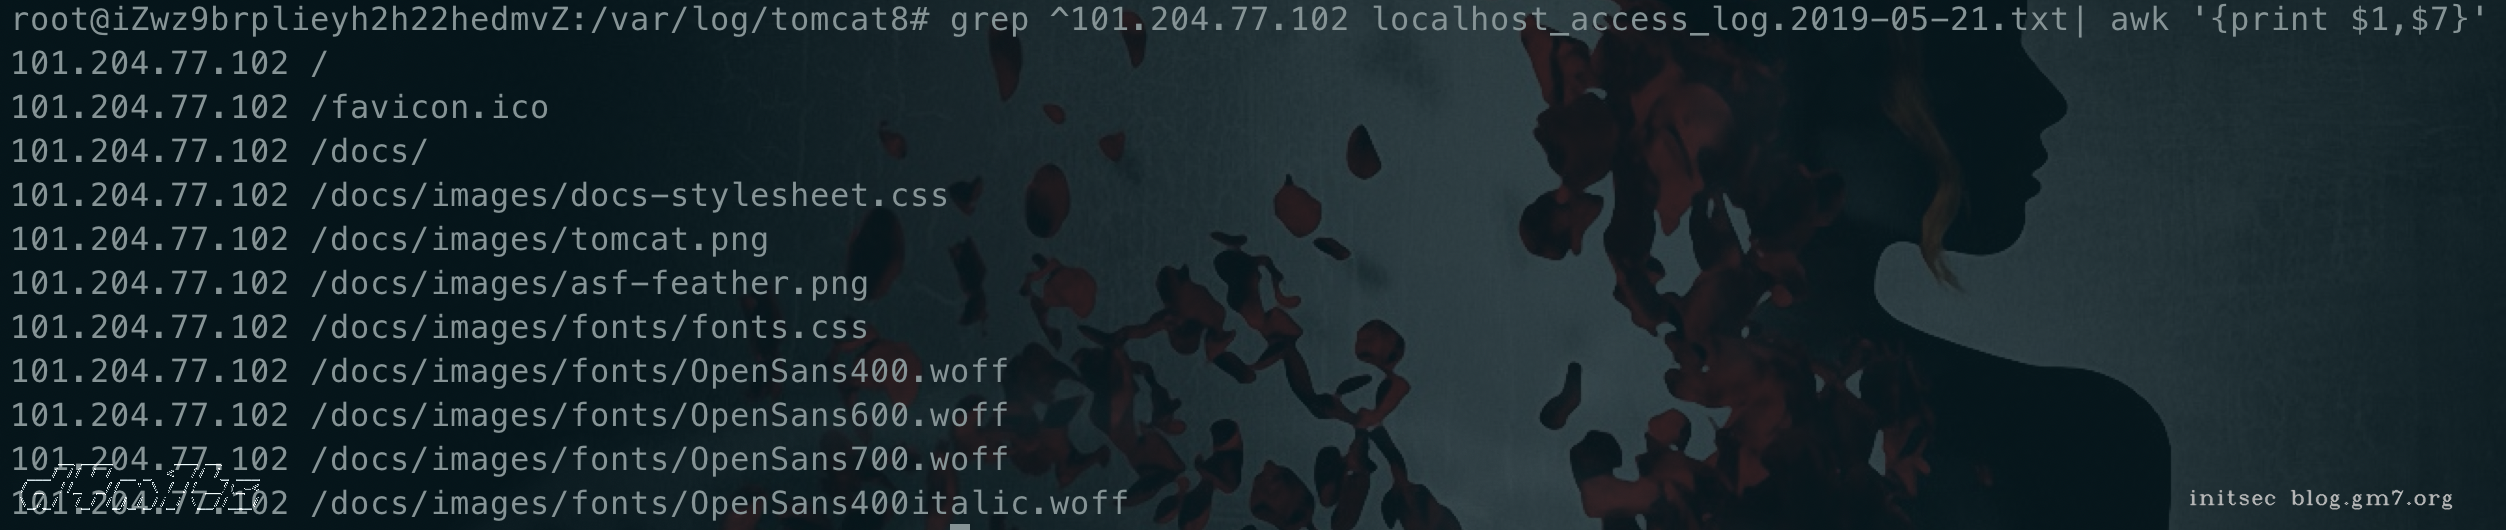 root@iZwz9brplieyh2h22hedmvZ:/var/log/tomcat8# grep ^101.204.77.102 localhost_access_log.2019-05-21.txt| awk '{print $1,$7}'
101.204.77.102 /
101.204.77.102 /favicon.ico
101.204.77.102 /docs/
101.204.77.102 /docs/images/docs-stylesheet.css
101.204.77.102 /docs/images/tomcat.png
101.204.77.102 /docs/images/asf-feather.png
101.204.77.102 /docs/images/fonts/fonts.css
101.204.77.102 /docs/images/fonts/OpenSans400.woff
101.204.77.102 /docs/images/fonts/OpenSans600.woff
101.204.77.102 /docs/images/fonts/OpenSans700.woff
101.204.77.102 /docs/images/fonts/OpenSans400italic.woff
initsec blog.gm7.org